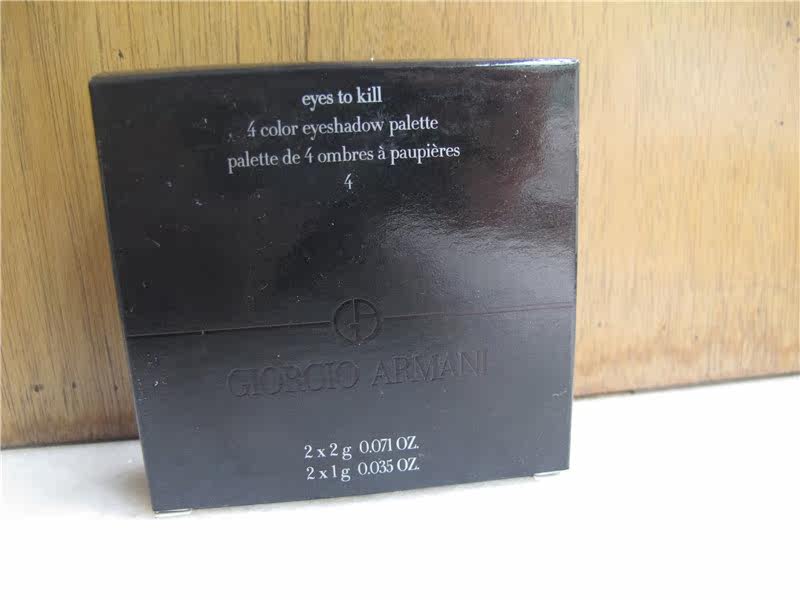 eyes to kill
4 color eyeshadow palette
palette de 4 ombres à paupières
4
GIORGIO ARMANI
2 x 2 g 0.071 OZ.
2 x 1 g 0.035 OZ.